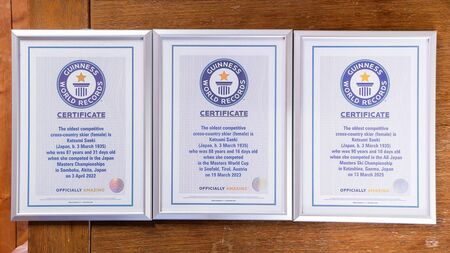 GUINNESS
WORLD RECORDS
CERTIFICATE
The oldest competitive
cross-country skier (female) is
Katsumi Saeki
(Japan, b. 3 March 1935)
who was 87 years and 31 days old
when she competed in the Japan
Masters Championships
in Semboku, Akita, Japan
on 3 April 2022
OFFICIALLY AMAZING
GUINNESS
WORLD RECORDS
CERTIFICATE
The oldest competitive
cross-country skier (female) is
Katsumi Saeki
(Japan, b. 3 March 1935)
who was 88 years and 16 days old
when she competed
in the Masters World Cup
in Seefeld, Tirol, Austria
on 19 March 2023
OFFICIALLY AMAZING
GUINNESS
WORLD RECORDS
CERTIFICATE
The oldest competitive
cross-country skier (female) is
Katsumi Saeki
(Japan, b. 3 March 1935)
who was 90 years and 10 days old
when she competed in the All Japan
Masters Ski Championship
in Katashina, Gunma, Japan
on 13 March 2025
OFFICIALLY AMAZING